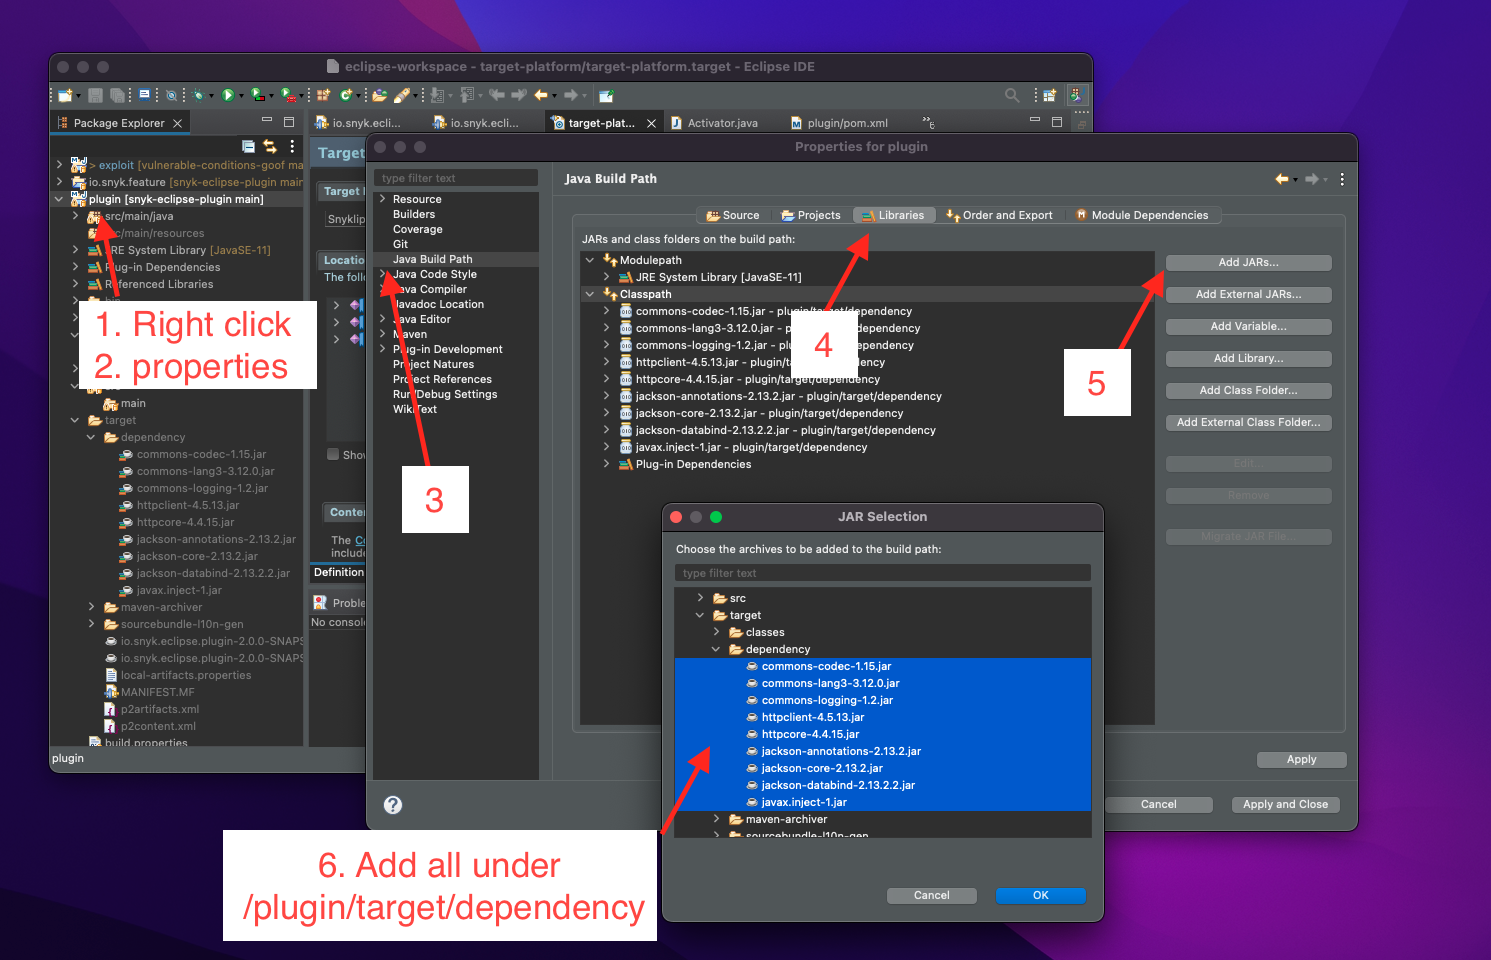 eclipse-workspace - target-platform/target-platform.target - Eclipse IDE
Package Explorer
io.snyk.ecli...
io.snyk.ecli...
target-plat...
Activator.java
plugin/pom.xml
> exploit [vulnerable-conditions-goof ma
io.snyk.feature [snyk-eclipse-plugin main
plugin [snyk-eclipse-plugin main]
src/main/java
src/main/resources
JRE System Library [JavaSE-11]
Plug-in Dependencies
Referenced Libraries
1. Right click
2. properties
main
target
dependency
commons-codec-1.15.jar
commons-lang3-3.12.0.jar
commons-logging-1.2.jar
httpclient-4.5.13.jar
httpcore-4.4.15.jar
jackson-annotations-2.13.2.jar
jackson-core-2.13.2.jar
jackson-databind-2.13.2.2.jar
javax.inject-1.jar
maven-archiver
sourcebundle-l10n-gen
io.snyk.eclipse.plugin-2.0.0-SNAPS
io.snyk.eclipse.plugin-2.0.0-SNAPS
local-artifacts.properties
MANIFEST.MF
p2artifacts.xml
p2content.xml
build.properties
plugin
Target
Target
Snyklip
Locatio
The follo
Show
Conten
The Co
include
Definition
Proble
No consol
Properties for plugin
type filter text
Resource
Builders
Coverage
Git
Java Build Path
Java Code Style
Java Compiler
Javadoc Location
Java Editor
Maven
Plug-in Development
Project Natures
Project References
Run/Debug Settings
WikiText
3
Java Build Path
Source
Projects
Libraries
Order and Export
Module Dependencies
JARs and class folders on the build path:
Modulepath
JRE System Library [JavaSE-11]
Classpath
commons-codec-1.15.jar - plugin/target/dependency
commons-lang3-3.12.0.jar - plugin/target/dependency
commons-logging-1.2.jar - plugin/target/dependency
httpclient-4.5.13.jar - plugin/target/dependency
httpcore-4.4.15.jar - plugin/target/dependency
jackson-annotations-2.13.2.jar - plugin/target/dependency
jackson-core-2.13.2.jar - plugin/target/dependency
jackson-databind-2.13.2.2.jar - plugin/target/dependency
javax.inject-1.jar - plugin/target/dependency
Plug-in Dependencies
4
5
Add JARs...
Add External JARs...
Add Variable...
Add Library...
Add Class Folder...
Add External Class Folder...
Edit...
Remove
Migrate JAR File...
Apply
Cancel
Apply and Close
JAR Selection
Choose the archives to be added to the build path:
type filter text
src
target
classes
dependency
commons-codec-1.15.jar
commons-lang3-3.12.0.jar
commons-logging-1.2.jar
httpclient-4.5.13.jar
httpcore-4.4.15.jar
jackson-annotations-2.13.2.jar
jackson-core-2.13.2.jar
jackson-databind-2.13.2.2.jar
javax.inject-1.jar
maven-archiver
sourcebundle-l10n-gen
Cancel
OK
6. Add all under
/plugin/target/dependency